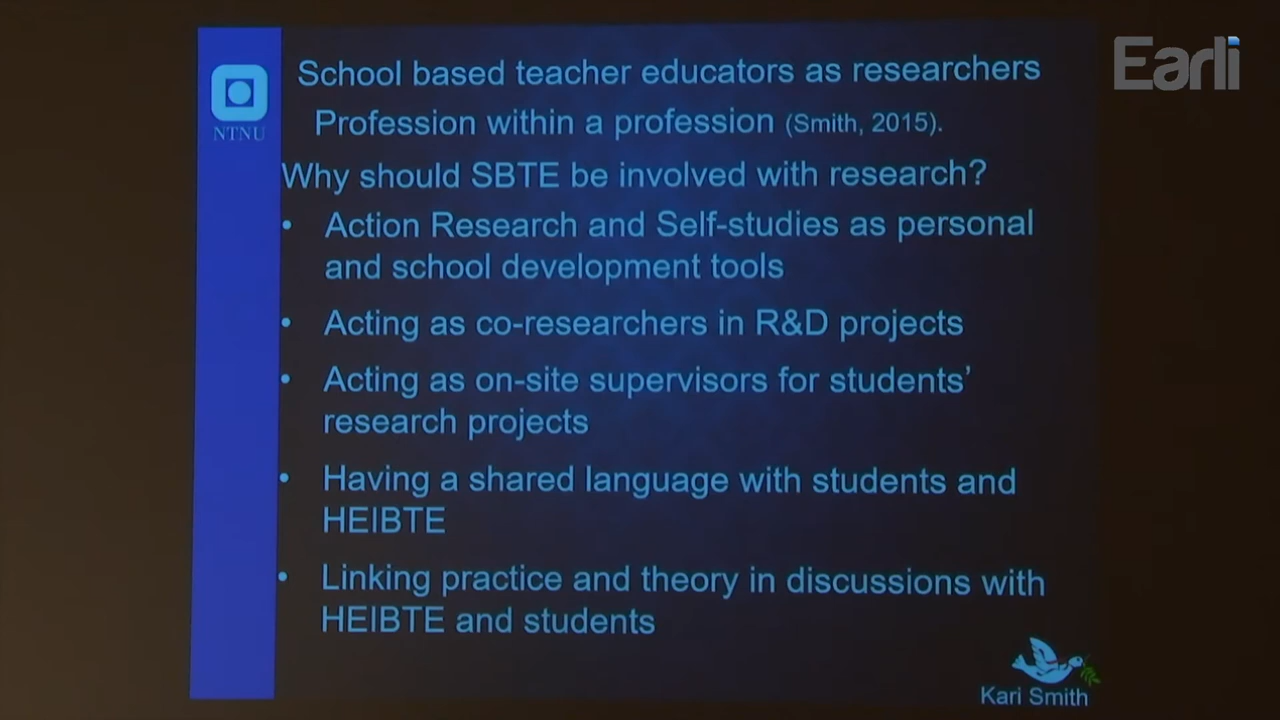 Earli
School based teacher educators as researchers
NTNU
Profession within a profession (Smith, 2015).
Why should SBTE be involved with research?
• Action Research and Self-studies as personal
and school development tools
• Acting as co-researchers in R&D projects
• Acting as on-site supervisors for students’
research projects
• Having a shared language with students and
HEIBTE
• Linking practice and theory in discussions with
HEIBTE and students
Kari Smith